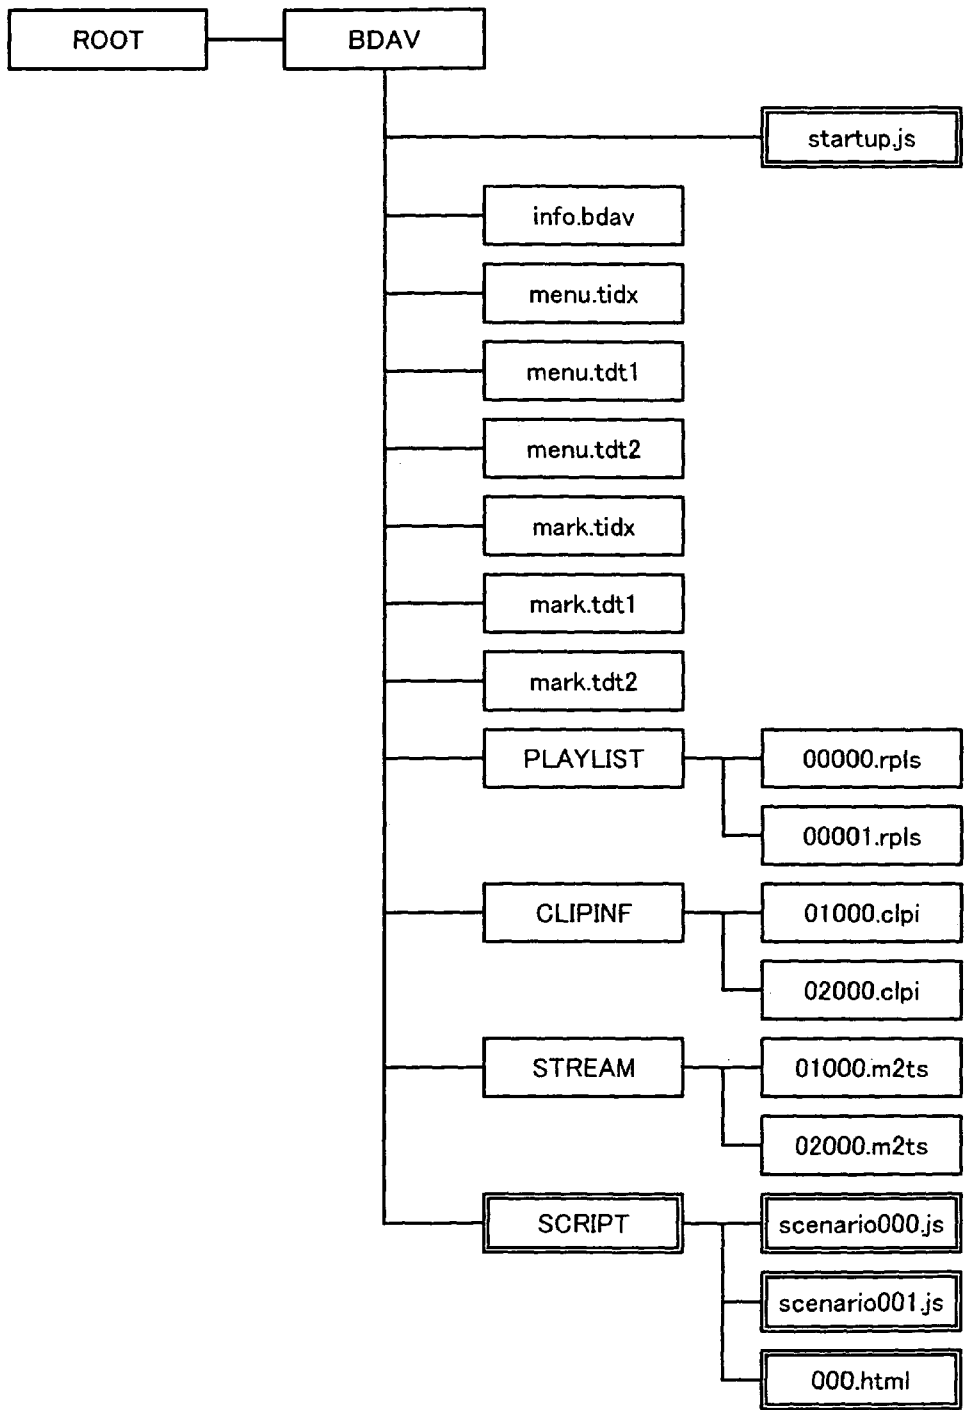 ROOT
BDAV
startup.js
info.bdav
menu.tidx
menu.tdt1
menu.tdt2
mark.tidx
mark.tdt1
mark.tdt2
PLAYLIST
00000.rpls
00001.rpls
CLIPINF
01000.clpi
02000.clpi
STREAM
01000.m2ts
02000.m2ts
SCRIPT
scenario000.js
scenario001.js
000.html